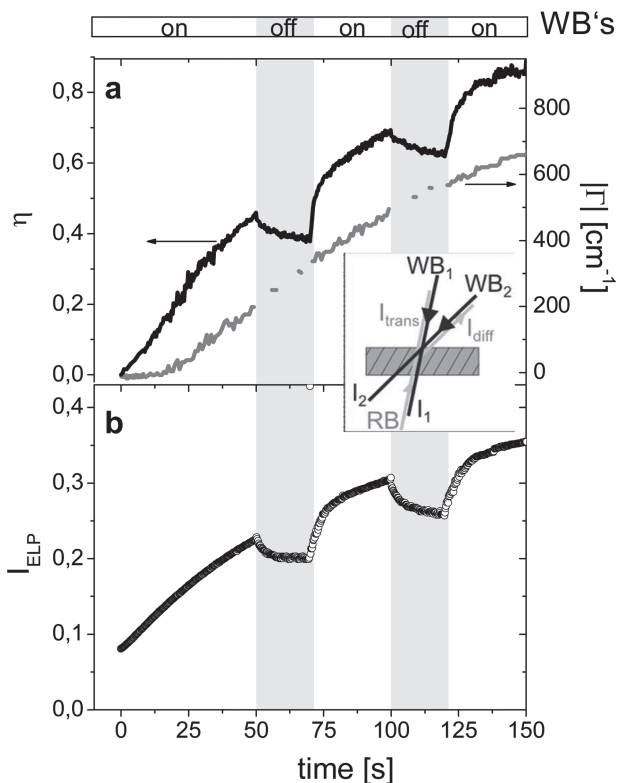 on off on off on WB's
a
0,8
0,6
0,4
0,2
0,0
η
800
600
400
200
0
|Γ| [cm⁻¹]
WB₁
WB₂
I_trans
I_diff
I₂
I₁
RB
b
0,4
0,3
0,2
0,1
0,0
I_ELP
0 25 50 75 100 125 150
time [s]